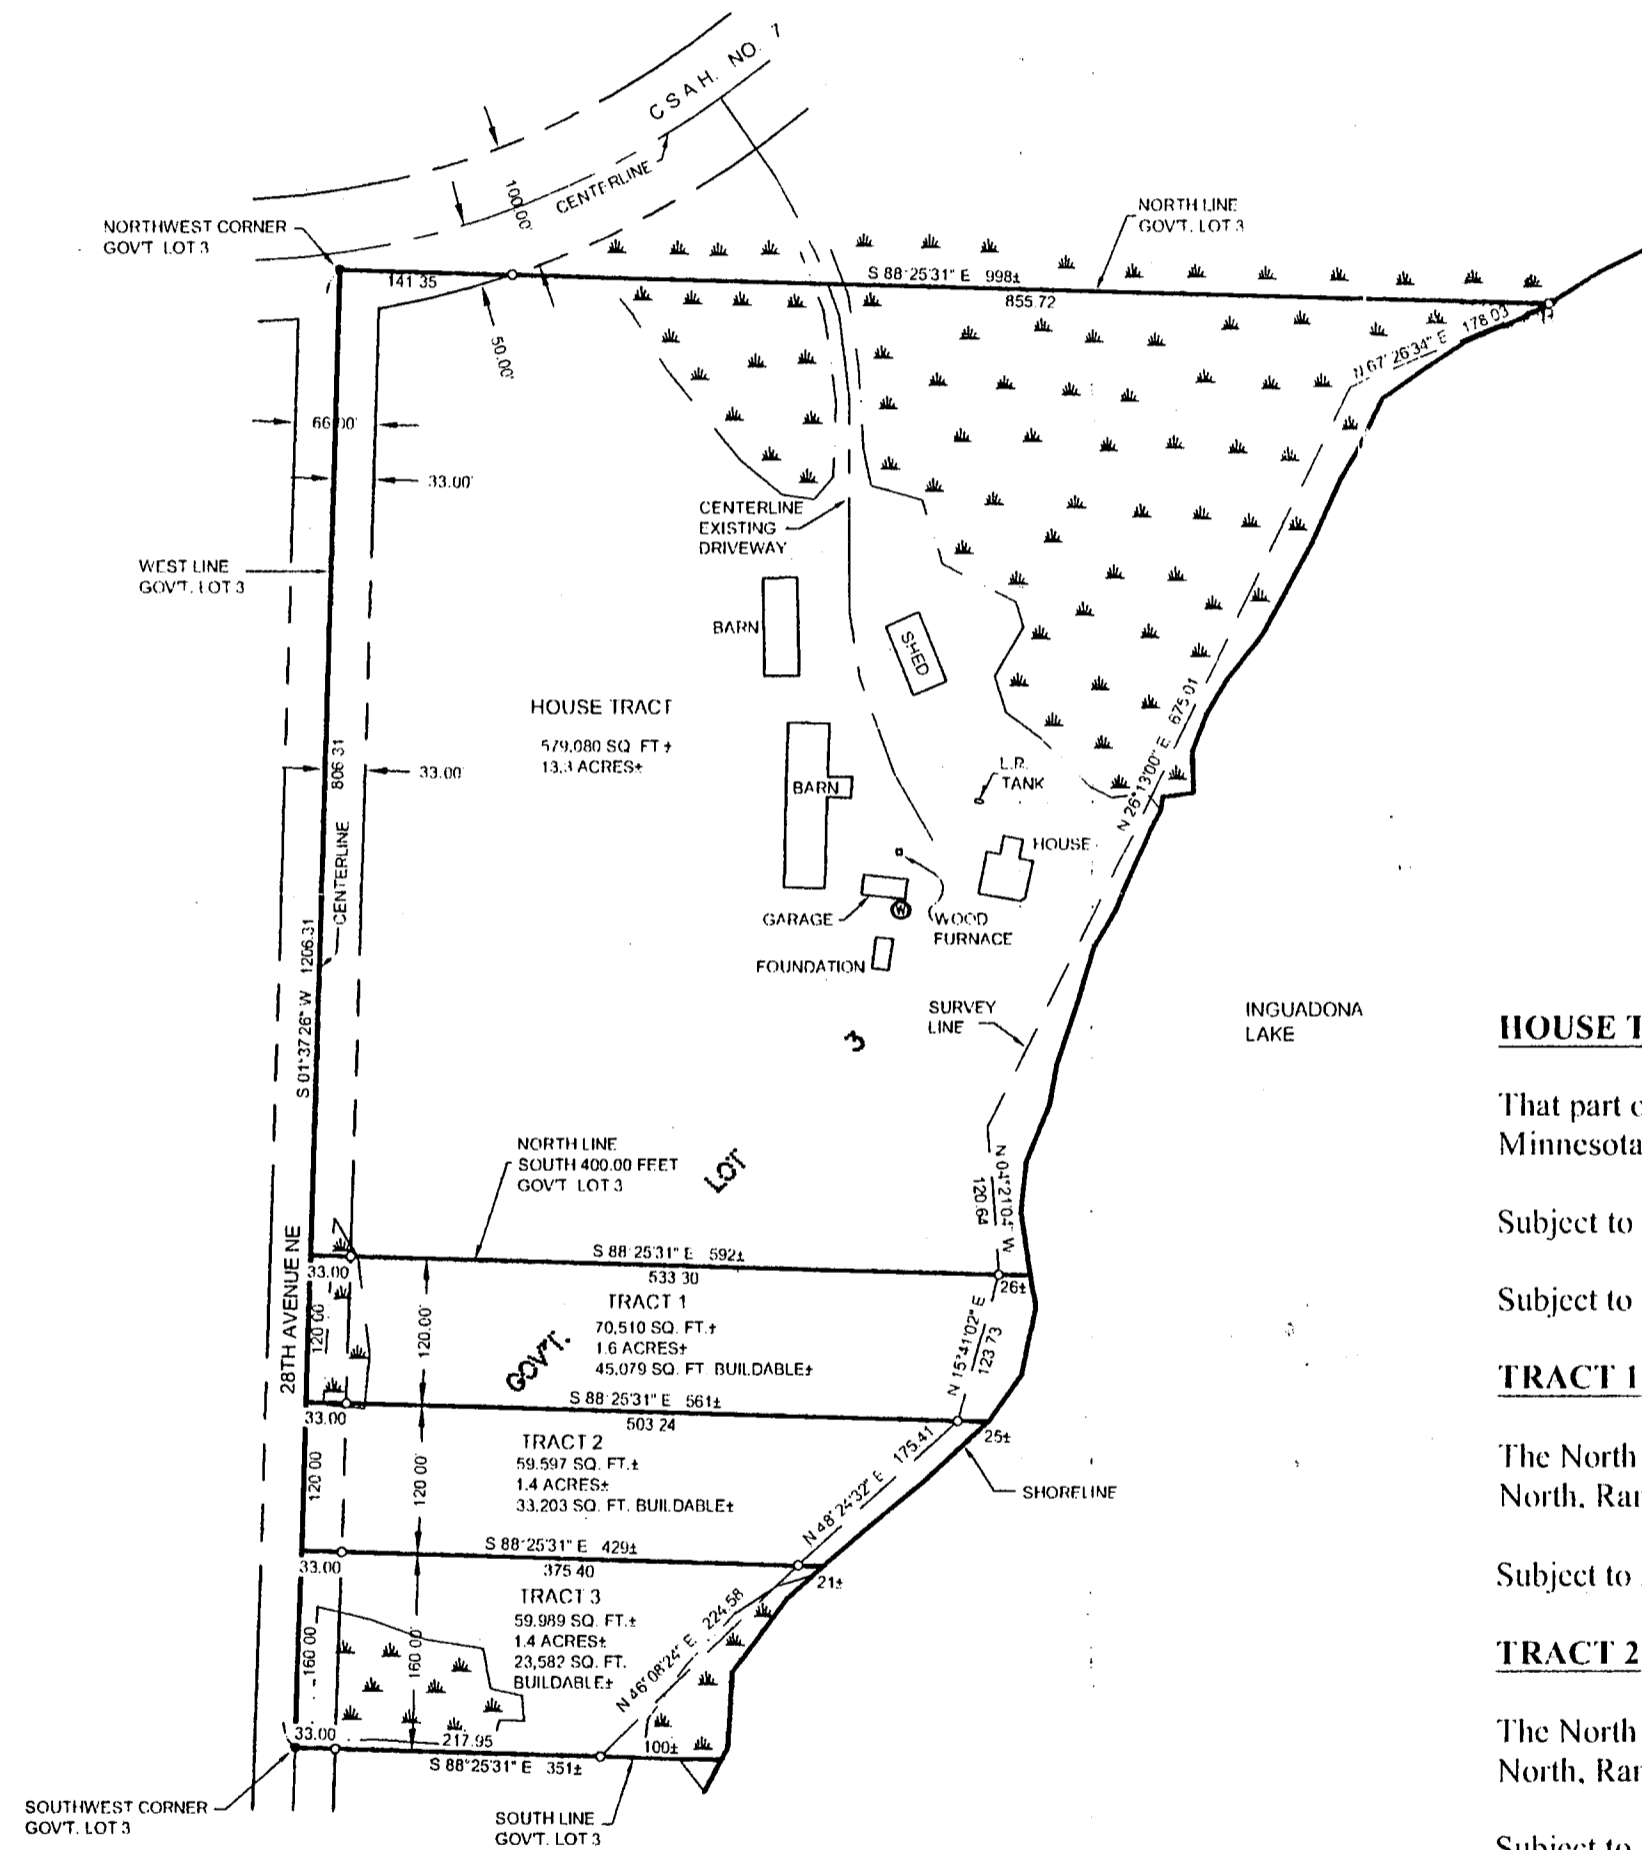 CSAH. NO. 7
CENTERLINE
100.00'
NORTHWEST CORNER
GOV'T LOT 3
NORTH LINE
GOV'T. LOT 3
141.35
S 88°25'31" E 998±
855.72
N 67°26'34" E 178.03
50.00'
66.00'
33.00'
CENTERLINE
EXISTING
DRIVEWAY
WEST LINE
GOV'T. LOT 3
BARN
SHED
HOUSE TRACT
579,080 SQ FT ±
13.3 ACRES±
N 26°13'00" E 675.01
806.31
33.00'
BARN
L.R.
TANK
HOUSE
CENTERLINE
GARAGE
WOOD
FURNACE
W
FOUNDATION
S 01°37'26" W 1206.31
SURVEY
LINE
INGUADONA
LAKE
3
LOT
GOV'T.
NORTH LINE
SOUTH 400.00 FEET
GOV'T LOT 3
N 04°21'04" W
120.64
28TH AVENUE NE
S 88°25'31" E 592±
33.00
533.30
26±
TRACT 1
70,510 SQ. FT.±
1.6 ACRES±
45,079 SQ. FT. BUILDABLE±
120.00
120.00'
N 15°41'02" E
123.73
S 88°25'31" E 561±
33.00
503.24
25±
TRACT 2
59,597 SQ. FT.±
1.4 ACRES±
33,203 SQ. FT. BUILDABLE±
120.00
120.00'
N 48°24'32" E 175.41
SHORELINE
S 88°25'31" E 429±
33.00
375.40
21±
TRACT 3
59,989 SQ. FT.±
1.4 ACRES±
23,582 SQ. FT.
BUILDABLE±
160.00
160.00'
N 46°08'24" E 224.58
33.00
217.95
100±
S 88°25'31" E 351±
SOUTHWEST CORNER
GOV'T. LOT 3
SOUTH LINE
GOV'T. LOT 3
HOUSE T
That part o
Minnesota
Subject to
Subject to
TRACT 1
The North
North, Ran
Subject to
TRACT 2
The North
North, Ran
Subject to